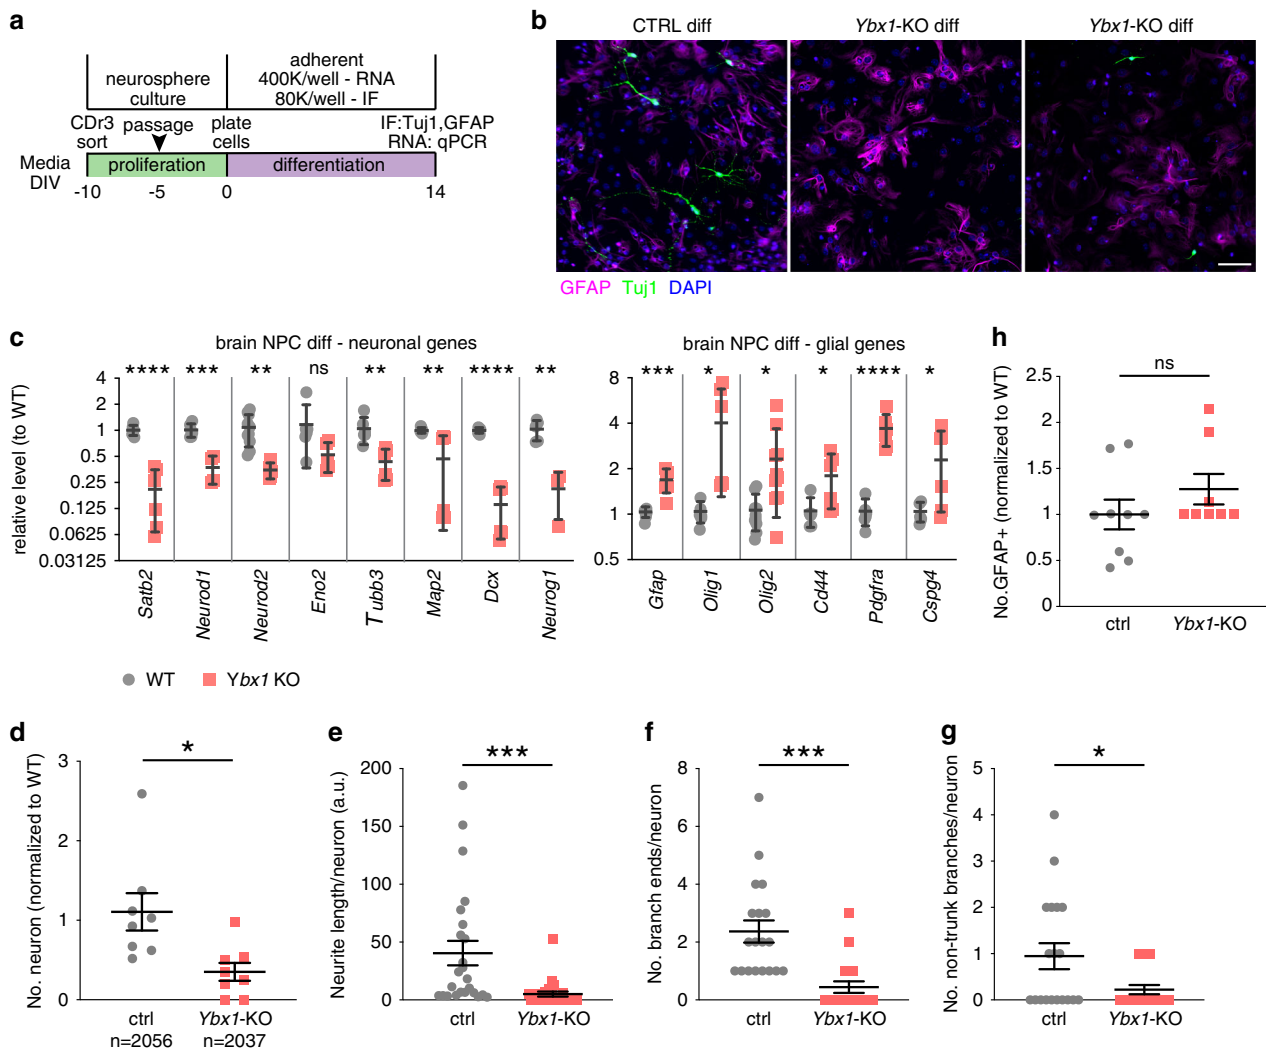 a
neurosphere
culture
adherent
400K/well - RNA
80K/well - IF
CDr3
sort
passage
plate
cells
IF:Tuj1,GFAP
RNA: qPCR
Media
proliferation
differentiation
DIV
-10
-5
0
14
b
CTRL diff
Ybx1-KO diff
Ybx1-KO diff
GFAP Tuj1 DAPI
c
brain NPC diff - neuronal genes
**** *** ** ns ** ** **** **
relative level (to WT)
4
2
1
0.5
0.25
0.125
0.0625
0.03125
Satb2
Neurod1
Neurod2
Eno2
Tubb3
Map2
Dcx
Neurog1
brain NPC diff - glial genes
*** * * * **** *
8
4
2
1
0.5
Gfap
Olig1
Olig2
Cd44
Pdgfra
Cspg4
WT
Ybx1 KO
h
ns
No.GFAP+ (normalized to WT)
2.5
2
1.5
1
0.5
0
ctrl
Ybx1-KO
d
*
No. neuron (normalized to WT)
3
2
1
0
ctrl
n=2056
Ybx1-KO
n=2037
e
***
Neurite length/neuron (a.u.)
200
150
100
50
0
ctrl
Ybx1-KO
f
***
No. branch ends/neuron
8
6
4
2
0
ctrl
Ybx1-KO
g
*
No. non-trunk branches/neuron
5
4
3
2
1
0
ctrl
Ybx1-KO